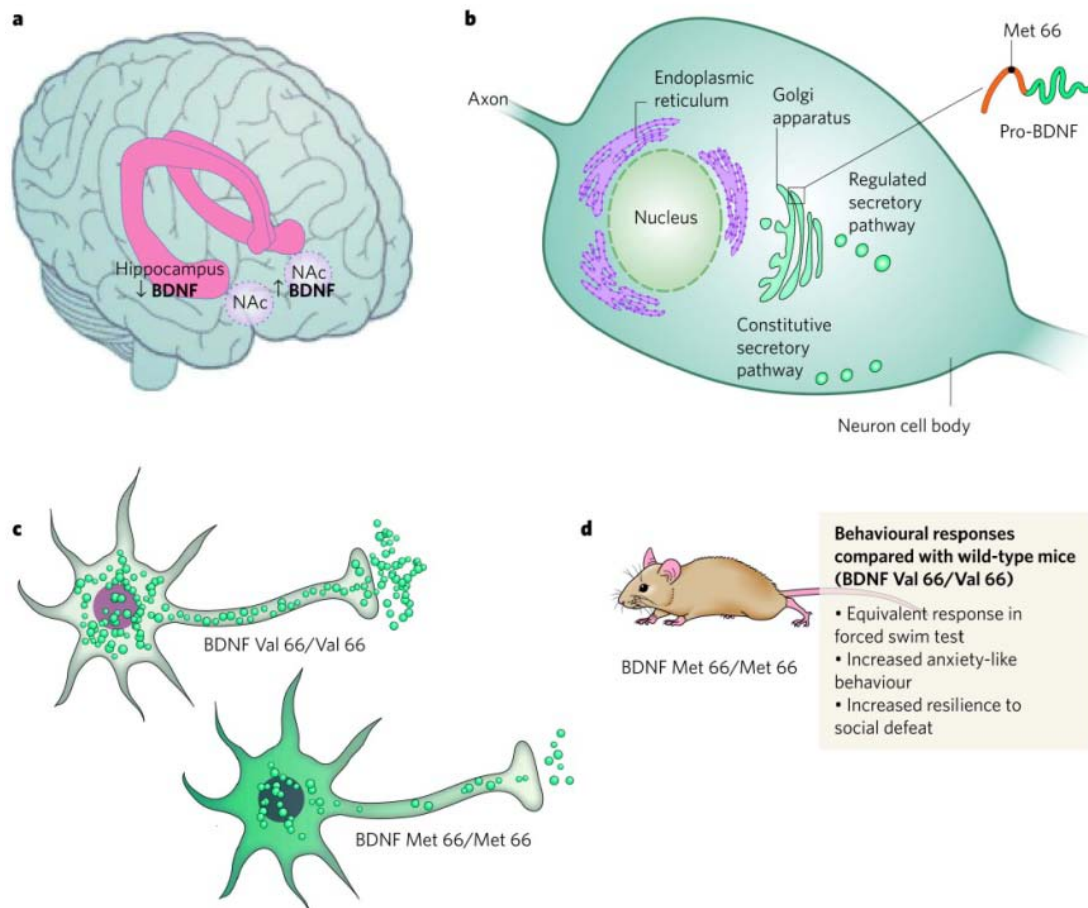 a
Hippocampus
↓ BDNF
NAc
NAc
↑ BDNF
b
Axon
Endoplasmic
reticulum
Golgi
apparatus
Met 66
Pro-BDNF
Nucleus
Regulated
secretory
pathway
Constitutive
secretory
pathway
Neuron cell body
c
BDNF Val 66/Val 66
BDNF Met 66/Met 66
d
BDNF Met 66/Met 66
Behavioural responses
compared with wild-type mice
(BDNF Val 66/Val 66)
• Equivalent response in
forced swim test
• Increased anxiety-like
behaviour
• Increased resilience to
social defeat